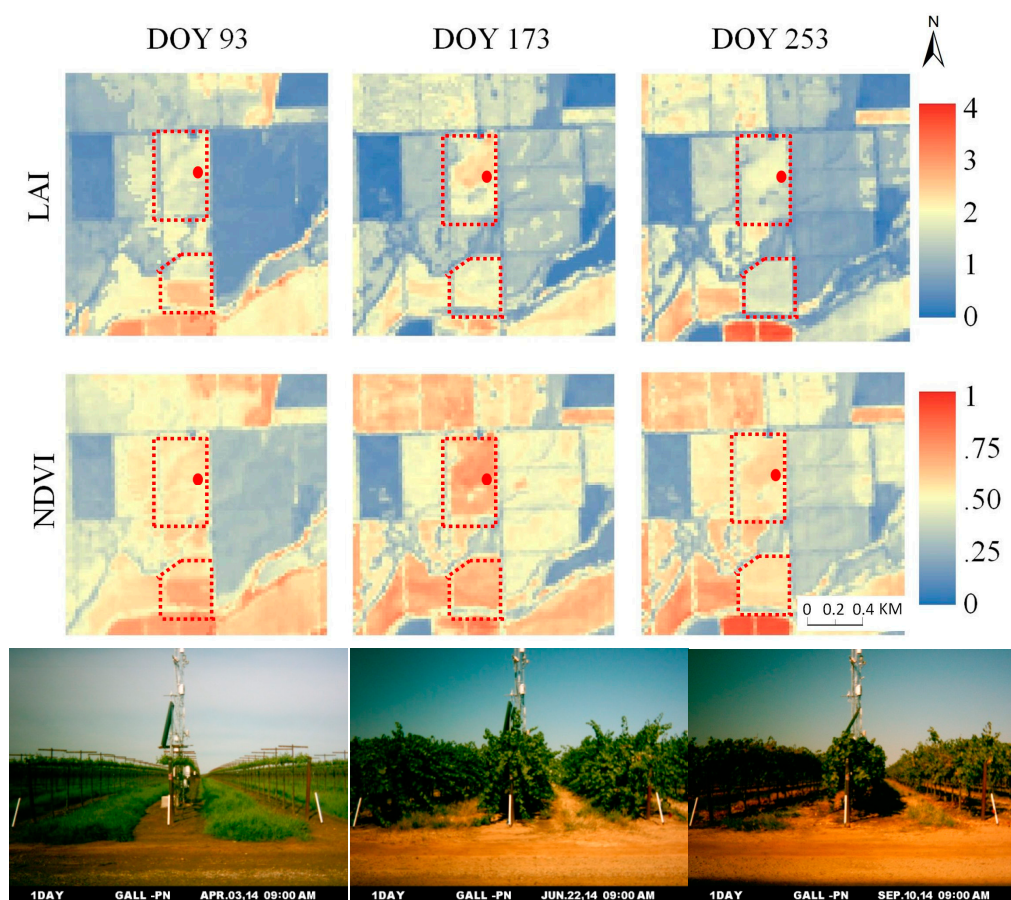 DOY 93 DOY 173 DOY 253
N
LAI
4
3
2
1
0
NDVI
1
.75
.50
.25
0
0 0.2 0.4 KM
1DAY GALL -PN APR.03,14 09:00 AM
1DAY GALL -PN JUN.22,14 09:00 AM
1DAY GALL -PN SEP.10,14 09:00 AM